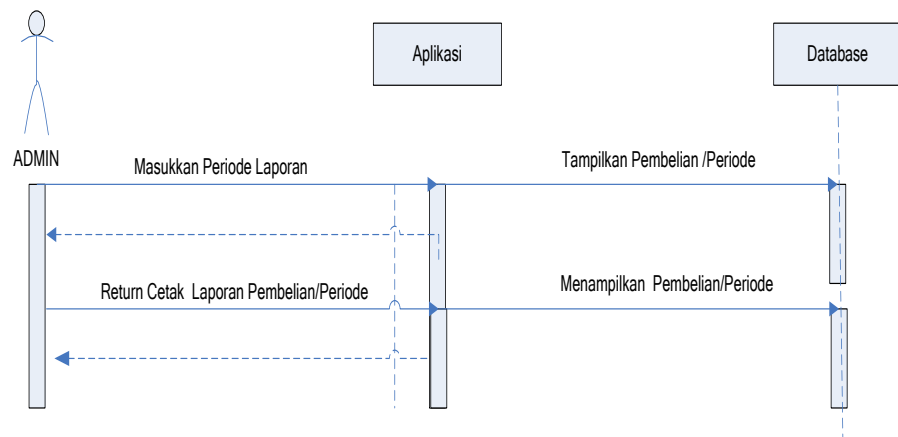 Aplikasi
Database
ADMIN
Masukkan Periode Laporan
Tampilkan Pembelian /Periode
Return Cetak Laporan Pembelian/Periode
Menampilkan Pembelian/Periode